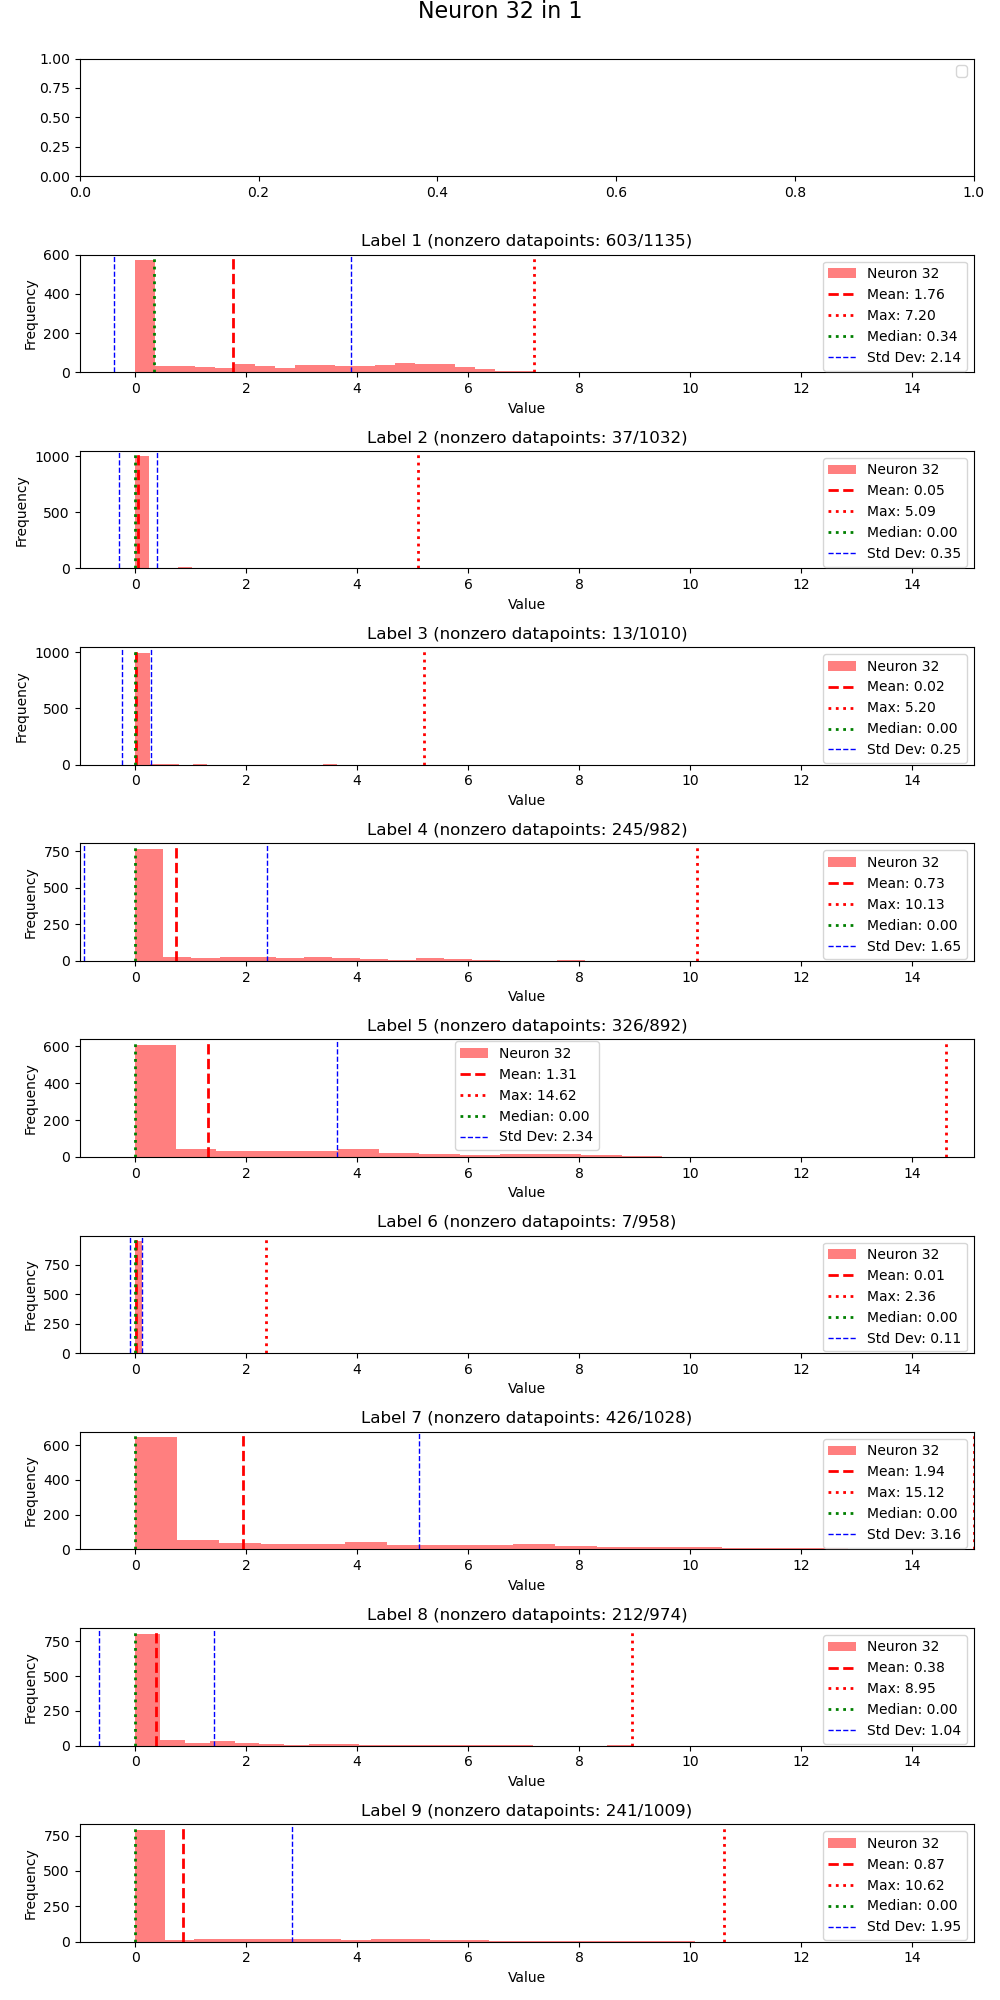 Neuron 32 in 1
1.00
0.75
0.50
0.25
0.00
0.0 0.2 0.4 0.6 0.8 1.0
Label 1 (nonzero datapoints: 603/1135)
600
400
200
0
Frequency
Neuron 32
Mean: 1.76
Max: 7.20
Median: 0.34
Std Dev: 2.14
0 2 4 6 8 10 12 14
Value
Label 2 (nonzero datapoints: 37/1032)
1000
500
0
Frequency
Neuron 32
Mean: 0.05
Max: 5.09
Median: 0.00
Std Dev: 0.35
0 2 4 6 8 10 12 14
Value
Label 3 (nonzero datapoints: 13/1010)
1000
500
0
Frequency
Neuron 32
Mean: 0.02
Max: 5.20
Median: 0.00
Std Dev: 0.25
0 2 4 6 8 10 12 14
Value
Label 4 (nonzero datapoints: 245/982)
750
500
250
0
Frequency
Neuron 32
Mean: 0.73
Max: 10.13
Median: 0.00
Std Dev: 1.65
0 2 4 6 8 10 12 14
Value
Label 5 (nonzero datapoints: 326/892)
600
400
200
0
Frequency
Neuron 32
Mean: 1.31
Max: 14.62
Median: 0.00
Std Dev: 2.34
0 2 4 6 8 10 12 14
Value
Label 6 (nonzero datapoints: 7/958)
750
500
250
0
Frequency
Neuron 32
Mean: 0.01
Max: 2.36
Median: 0.00
Std Dev: 0.11
0 2 4 6 8 10 12 14
Value
Label 7 (nonzero datapoints: 426/1028)
600
400
200
0
Frequency
Neuron 32
Mean: 1.94
Max: 15.12
Median: 0.00
Std Dev: 3.16
0 2 4 6 8 10 12 14
Value
Label 8 (nonzero datapoints: 212/974)
750
500
250
0
Frequency
Neuron 32
Mean: 0.38
Max: 8.95
Median: 0.00
Std Dev: 1.04
0 2 4 6 8 10 12 14
Value
Label 9 (nonzero datapoints: 241/1009)
750
500
250
0
Frequency
Neuron 32
Mean: 0.87
Max: 10.62
Median: 0.00
Std Dev: 1.95
0 2 4 6 8 10 12 14
Value